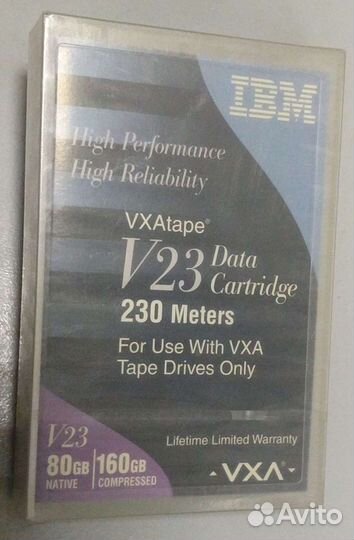 IBM
High Performance
High Reliability
VXAtape®
V23 Data Cartridge
230 Meters
For Use With VXA
Tape Drives Only
V23
80GB NATIVE
160GB COMPRESSED
Lifetime Limited Warranty
VXA
Avito